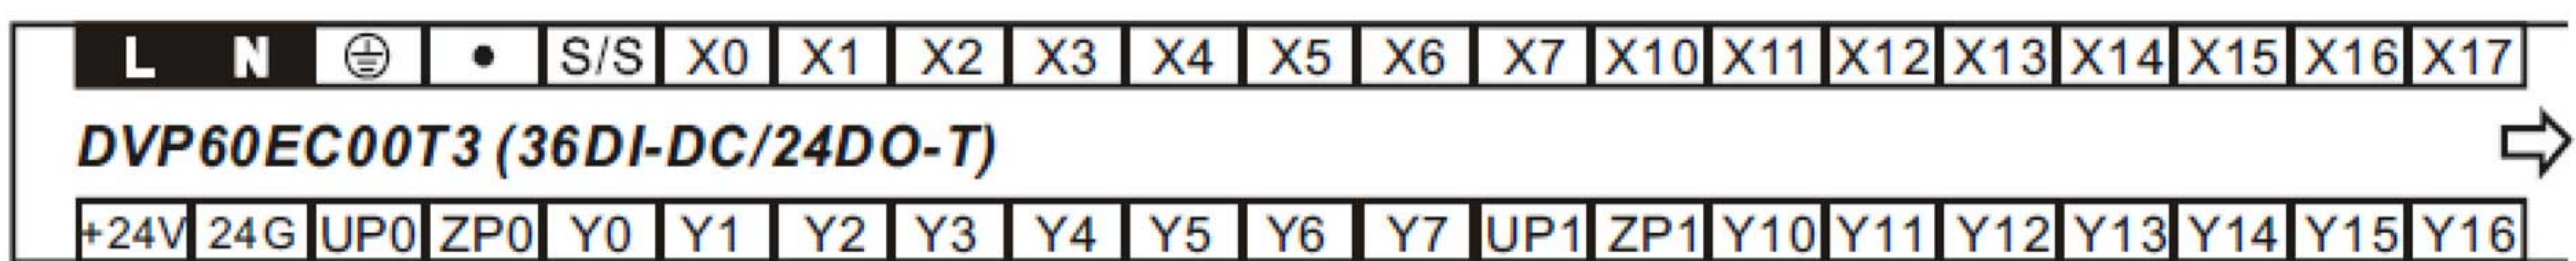 L N ⏚ • S/S X0 X1 X2 X3 X4 X5 X6 X7 X10 X11 X12 X13 X14 X15 X16 X17
DVP60EC00T3 (36DI-DC/24DO-T)
+24V 24G UP0 ZP0 Y0 Y1 Y2 Y3 Y4 Y5 Y6 Y7 UP1 ZP1 Y10 Y11 Y12 Y13 Y14 Y15 Y16